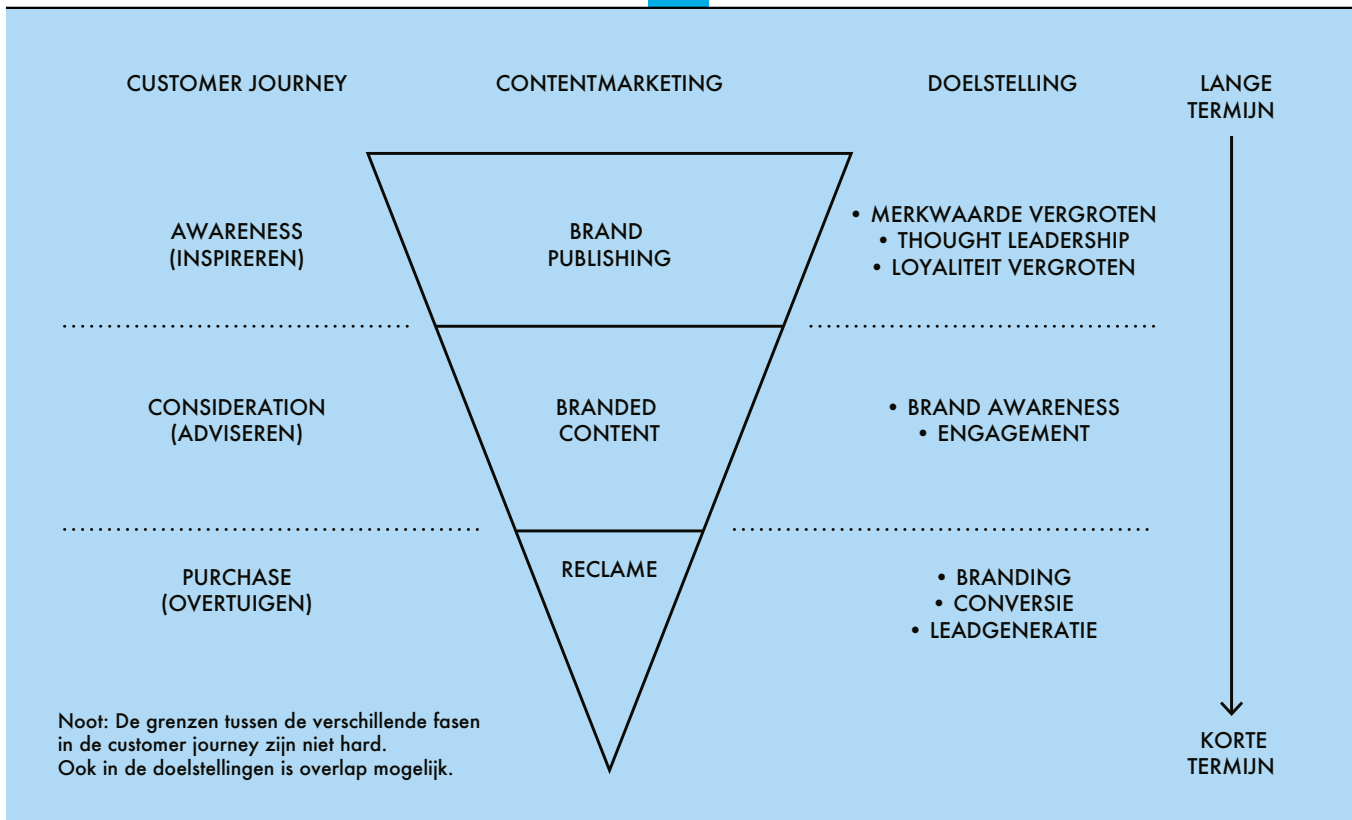 CUSTOMER JOURNEY
CONTENTMARKETING
DOELSTELLING
LANGE
TERMIJN
AWARENESS
(INSPIREREN)
BRAND
PUBLISHING
• MERKWAARDE VERGROTEN
• THOUGHT LEADERSHIP
• LOYALITEIT VERGROTEN
CONSIDERATION
(ADVISEREN)
BRANDED
CONTENT
• BRAND AWARENESS
• ENGAGEMENT
PURCHASE
(OVERTUIGEN)
RECLAME
• BRANDING
• CONVERSIE
• LEADGENERATIE
Noot: De grenzen tussen de verschillende fasen
in de customer journey zijn niet hard.
Ook in de doelstellingen is overlap mogelijk.
KORTE
TERMIJN